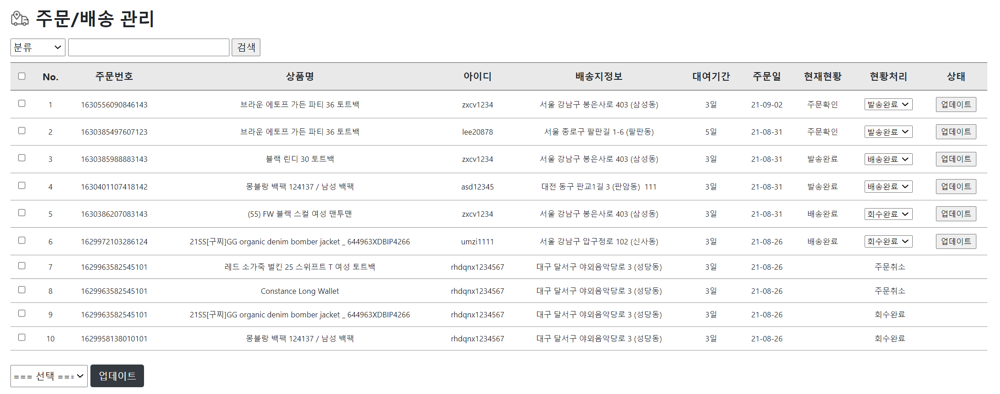 주문/배송 관리
분류 검색
No. 주문번호 상품명 아이디 배송지정보 대여기간 주문일 현재현황 현황처리 상태
1 1630556090846143 브라운 에토프 가든 파티 36 토트백 zxcv1234 서울 강남구 봉은사로 403 (삼성동) 3일 21-09-02 주문확인 발송완료 업데이트
2 1630385497607123 브라운 에토프 가든 파티 36 토트백 lee20878 서울 종로구 팔판길 1-6 (팔판동) 5일 21-08-31 주문확인 발송완료 업데이트
3 1630385988883143 블랙 린디 30 토트백 zxcv1234 서울 강남구 봉은사로 403 (삼성동) 3일 21-08-31 발송완료 배송완료 업데이트
4 1630401107418142 몽블랑 백팩 124137 / 남성 백팩 asd12345 대전 동구 판교1길 3 (판암동)  111 3일 21-08-31 발송완료 배송완료 업데이트
5 1630386207083143 (55) FW 블랙 스컬 여성 맨투맨 zxcv1234 서울 강남구 봉은사로 403 (삼성동) 3일 21-08-31 배송완료 회수완료 업데이트
6 1629972103286124 21SS[구찌]GG organic denim bomber jacket _ 644963XDBIP4266 umzi1111 서울 강남구 압구정로 102 (신사동) 3일 21-08-26 배송완료 회수완료 업데이트
7 1629963582545101 레드 소가죽 벌킨 25 스위프트 T 여성 토트백 rhdqnx1234567 대구 달서구 야외음악당로 3 (성당동) 3일 21-08-26 주문취소
8 1629963582545101 Constance Long Wallet rhdqnx1234567 대구 달서구 야외음악당로 3 (성당동) 3일 21-08-26 주문취소
9 1629963582545101 21SS[구찌]GG organic denim bomber jacket _ 644963XDBIP4266 rhdqnx1234567 대구 달서구 야외음악당로 3 (성당동) 3일 21-08-26 회수완료
10 1629958138010101 몽블랑 백팩 124137 / 남성 백팩 rhdqnx1234567 대구 달서구 야외음악당로 3 (성당동) 3일 21-08-26 회수완료
=== 선택 === 업데이트